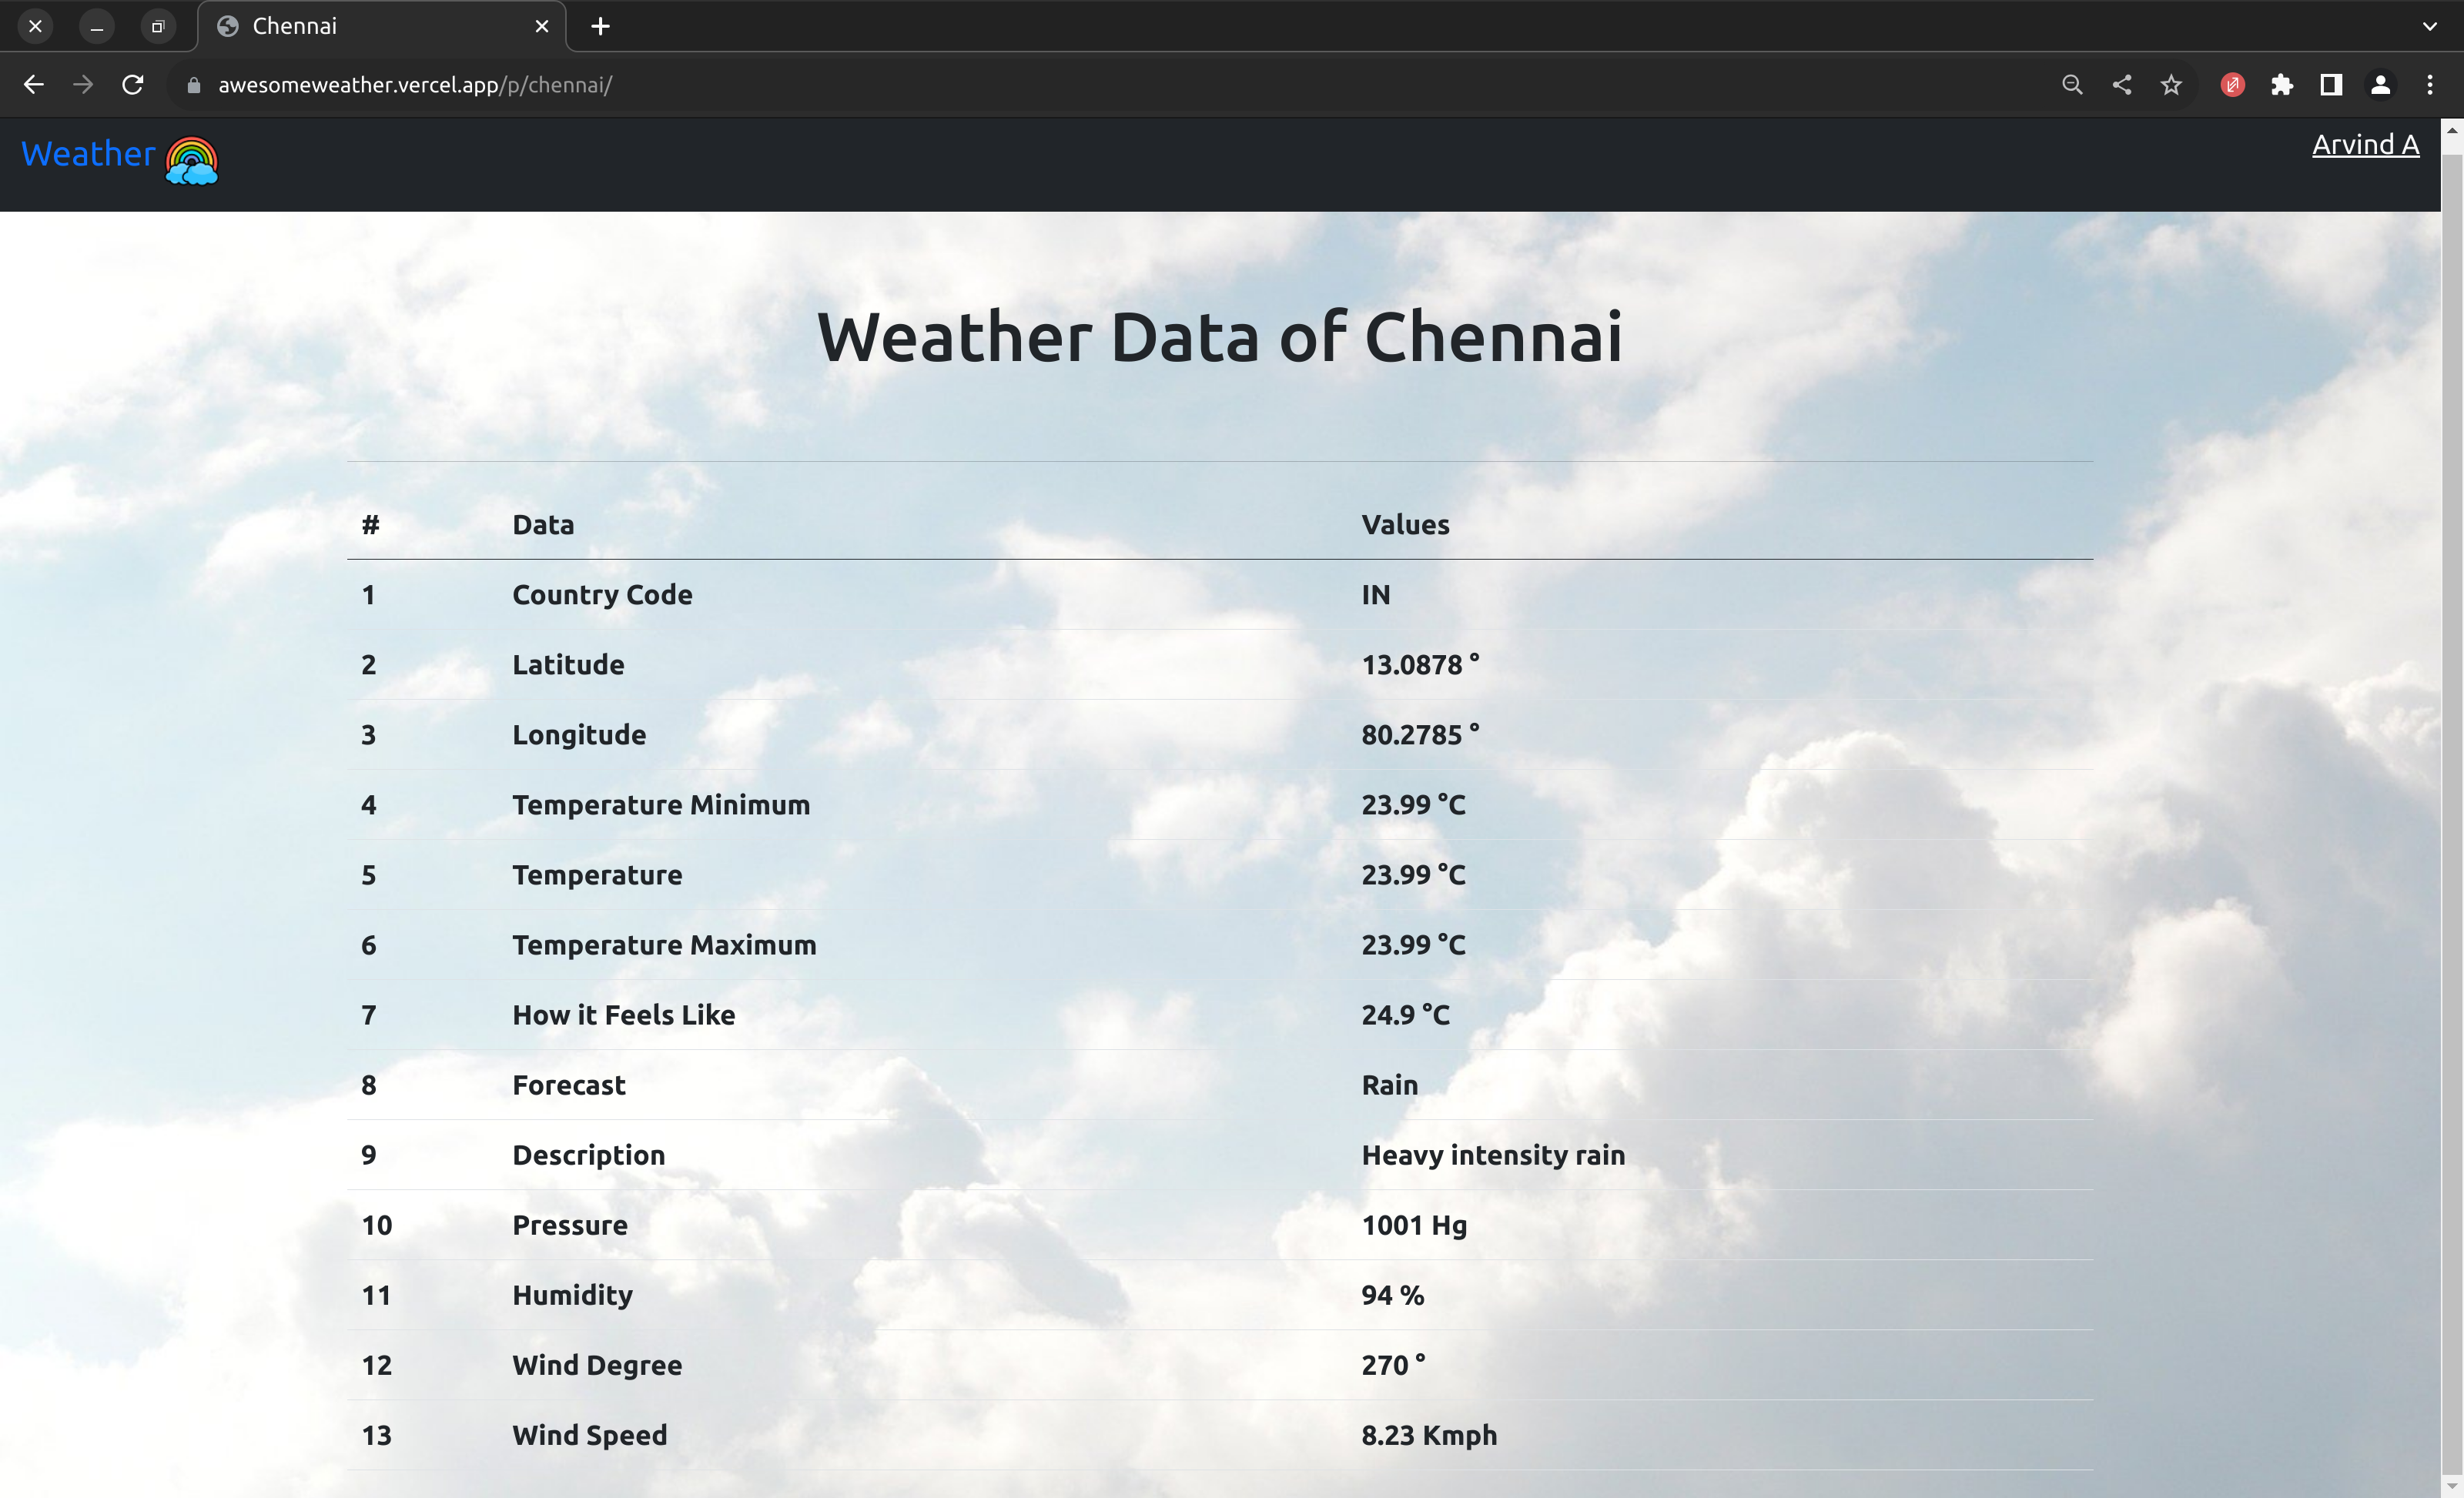 Chennai
awesomeweather.vercel.app/p/chennai/
Weather
Arvind A
Weather Data of Chennai
# Data Values
1 Country Code IN
2 Latitude 13.0878 °
3 Longitude 80.2785 °
4 Temperature Minimum 23.99 °C
5 Temperature 23.99 °C
6 Temperature Maximum 23.99 °C
7 How it Feels Like 24.9 °C
8 Forecast Rain
9 Description Heavy intensity rain
10 Pressure 1001 Hg
11 Humidity 94 %
12 Wind Degree 270 °
13 Wind Speed 8.23 Kmph